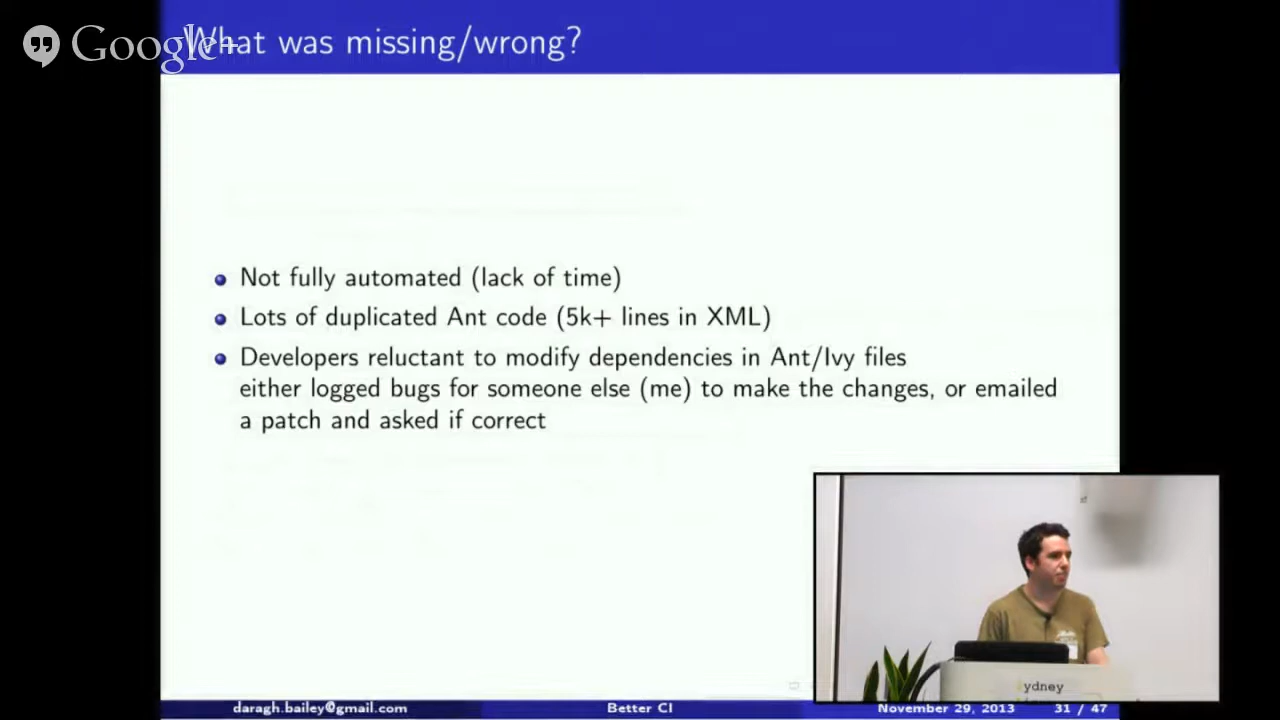 Google+
What was missing/wrong?
Not fully automated (lack of time)
Lots of duplicated Ant code (5k+ lines in XML)
Developers reluctant to modify dependencies in Ant/Ivy files
either logged bugs for someone else (me) to make the changes, or emailed
a patch and asked if correct
ydney
daragh.bailey@gmail.com Better CI November 29, 2013 31 / 47